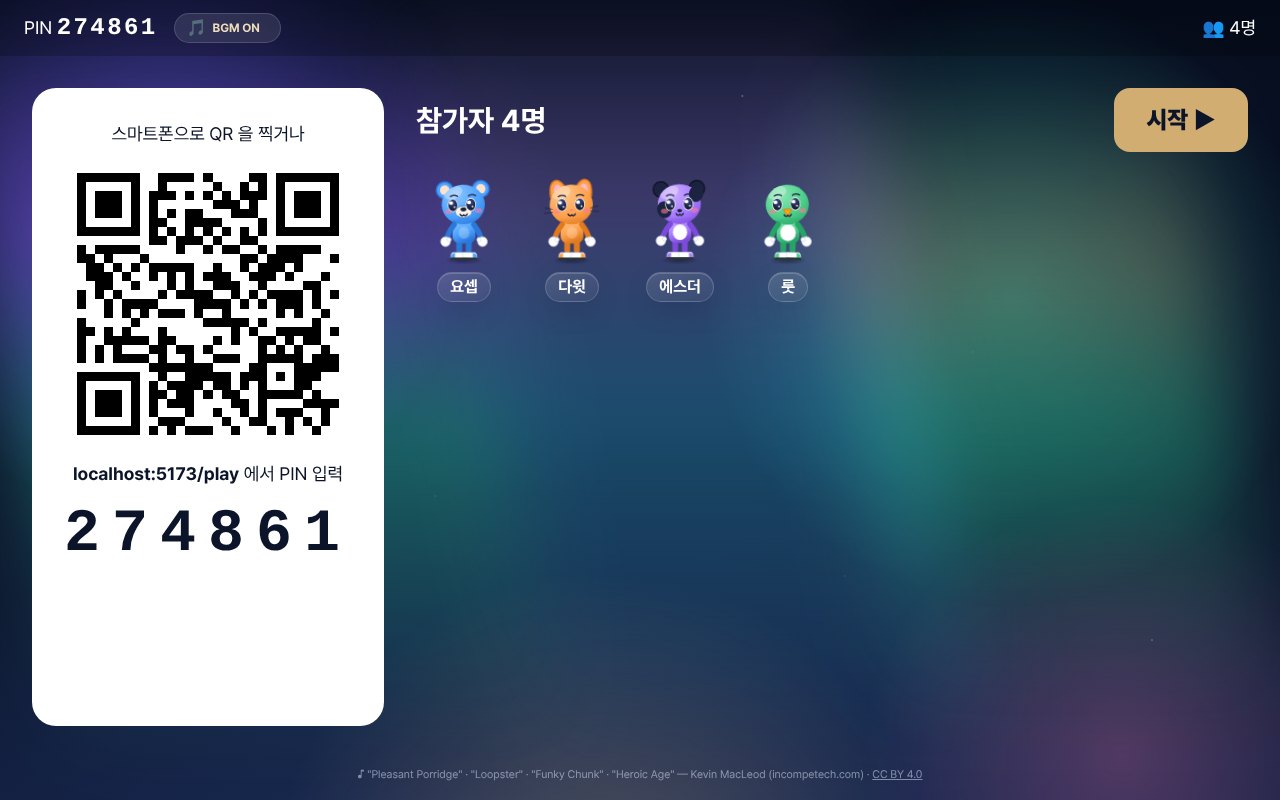 PIN 274861
BGM ON
4명
스마트폰으로 QR 을 찍거나
localhost:5173/play 에서 PIN 입력
274861
참가자 4명
시작 ▶
요셉
다윗
에스더
룻
♪ "Pleasant Porridge" · "Loopster" · "Funky Chunk" · "Heroic Age" — Kevin MacLeod (incompetech.com) · CC BY 4.0